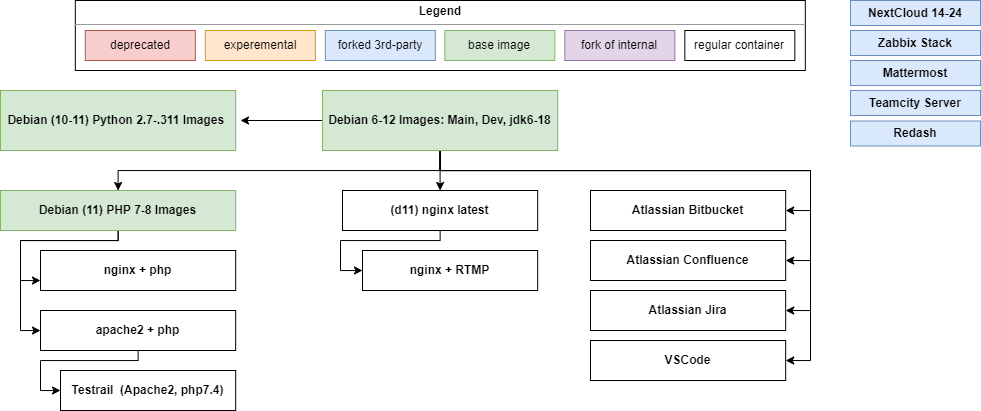 Legend
deprecated
experemental
forked 3rd-party
base image
fork of internal
regular container
NextCloud 14-24
Zabbix Stack
Mattermost
Teamcity Server
Redash
Debian (10-11) Python 2.7-.311 Images
Debian 6-12 Images: Main, Dev, jdk6-18
Debian (11) PHP 7-8 Images
nginx + php
apache2 + php
Testrail (Apache2, php7.4)
(d11) nginx latest
nginx + RTMP
Atlassian Bitbucket
Atlassian Confluence
Atlassian Jira
VSCode